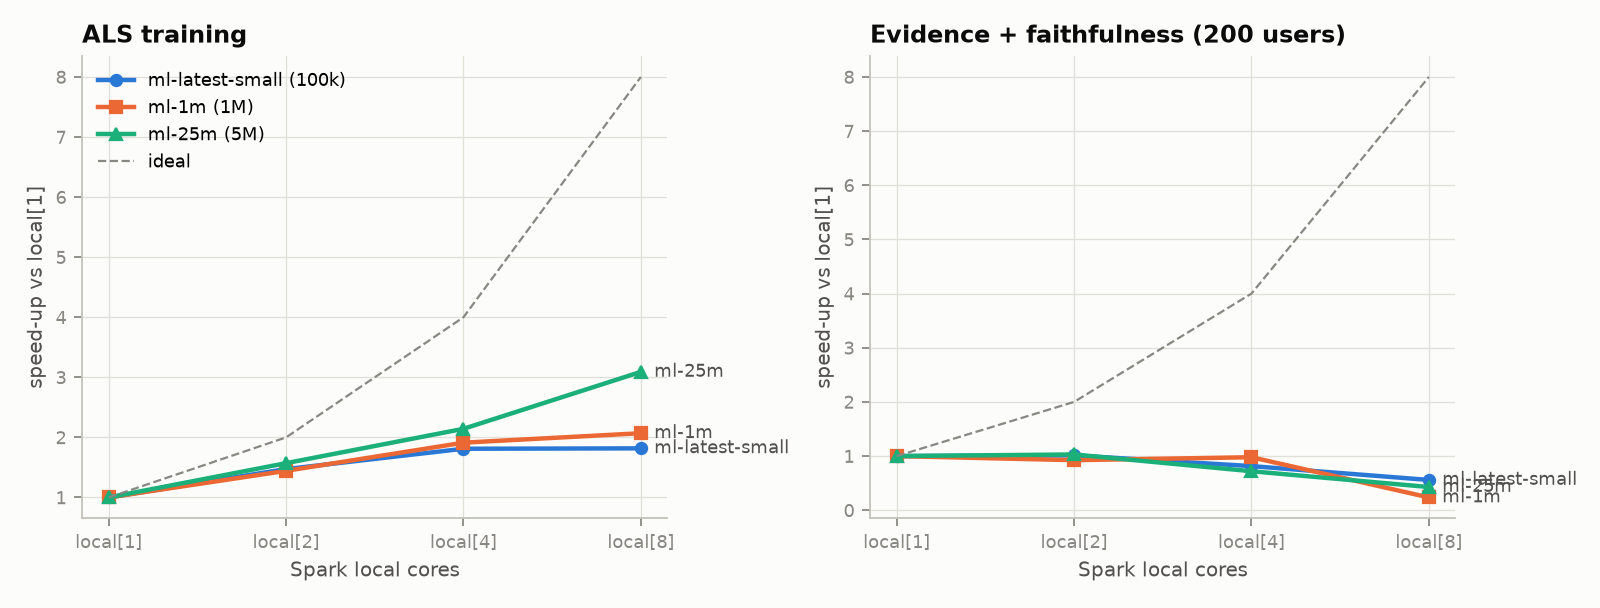 ALS training
ml-latest-small (100k)
ml-1m (1M)
ml-25m (5M)
ideal
speed-up vs local[1]
8
7
6
5
4
3
2
1
ml-25m
ml-1m
ml-latest-small
local[1]
local[2]
local[4]
local[8]
Spark local cores
Evidence + faithfulness (200 users)
speed-up vs local[1]
8
7
6
5
4
3
2
1
0
ml-latest-small
ml-25m
ml-1m
local[1]
local[2]
local[4]
local[8]
Spark local cores